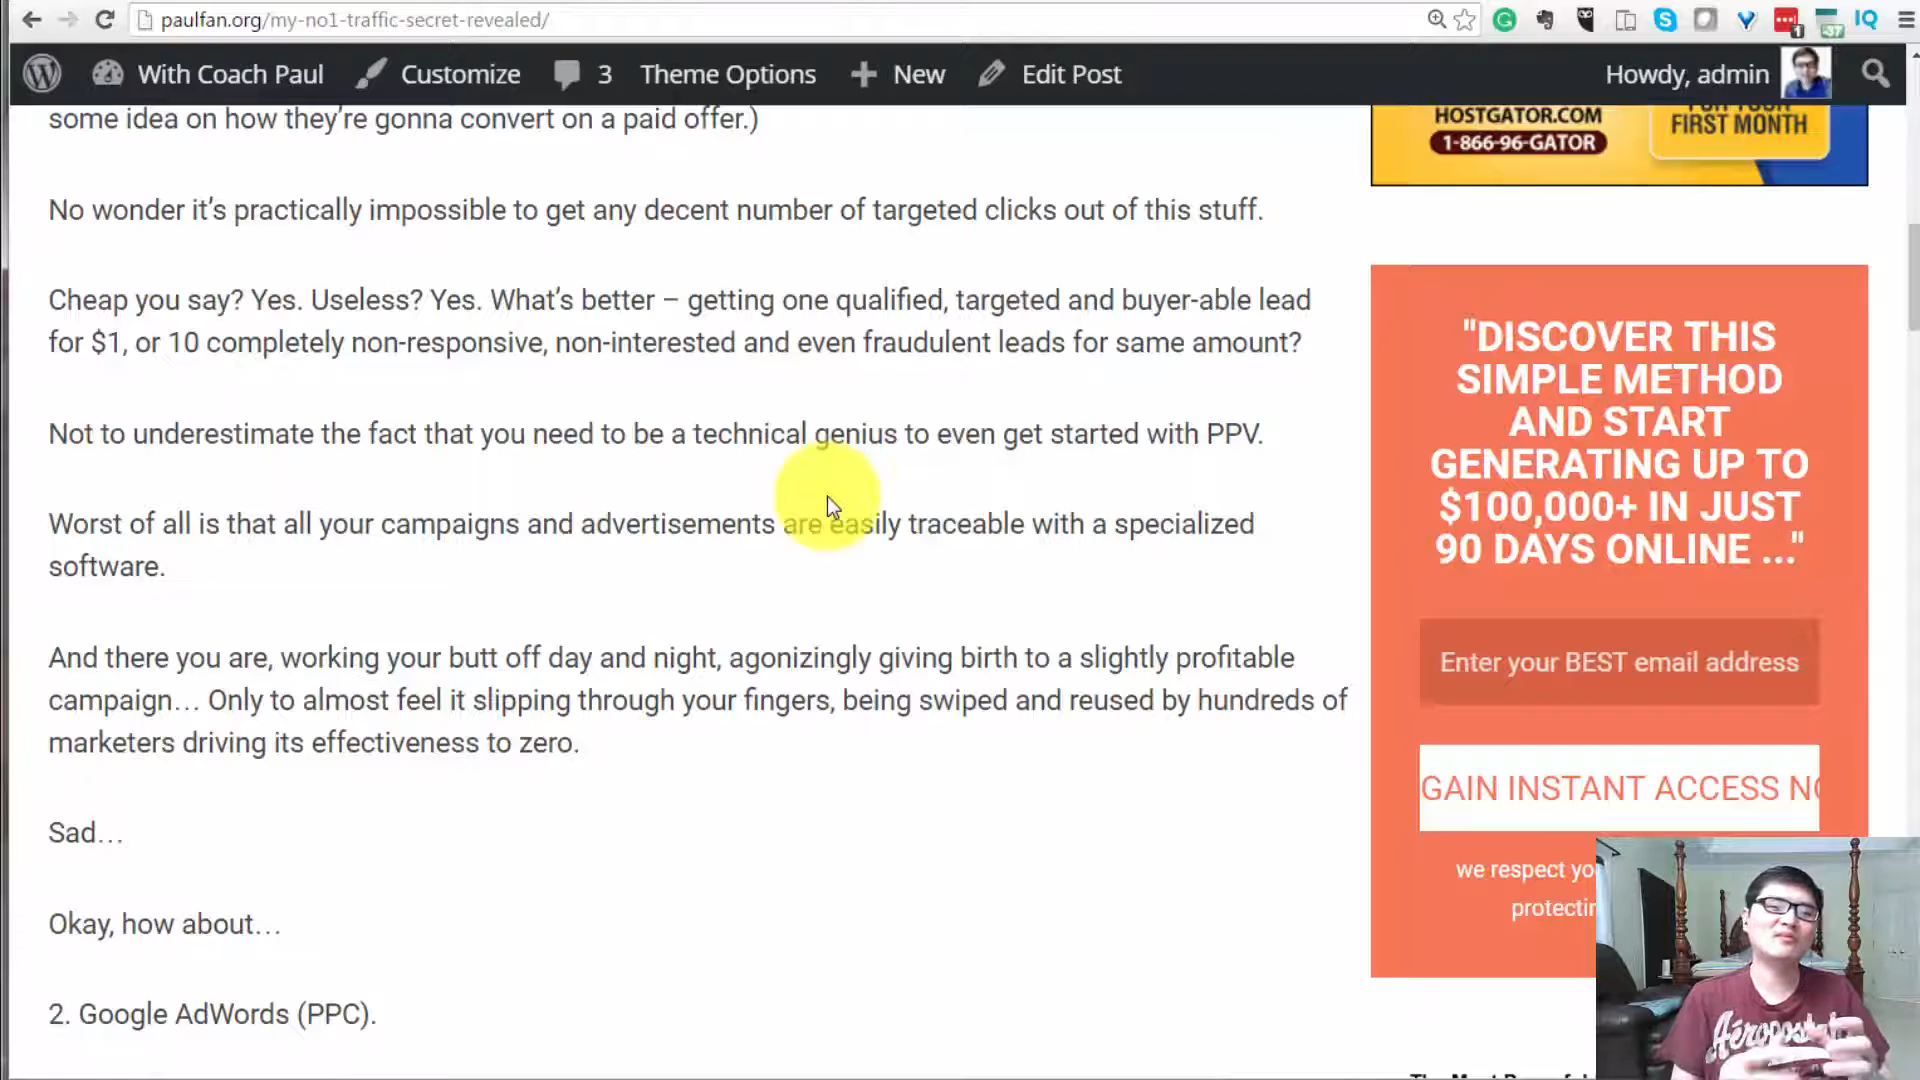 paulfan.org/my-no1-traffic-secret-revealed/
1
-37
IQ
With Coach Paul
Customize
3
Theme Options
New
Edit Post
Howdy, admin
some idea on how they're gonna convert on a paid offer.)
No wonder it's practically impossible to get any decent number of targeted clicks out of this stuff.
Cheap you say? Yes. Useless? Yes. What's better – getting one qualified, targeted and buyer-able lead
for $1, or 10 completely non-responsive, non-interested and even fraudulent leads for same amount?
Not to underestimate the fact that you need to be a technical genius to even get started with PPV.
Worst of all is that all your campaigns and advertisements are easily traceable with a specialized
software.
And there you are, working your butt off day and night, agonizingly giving birth to a slightly profitable
campaign… Only to almost feel it slipping through your fingers, being swiped and reused by hundreds of
marketers driving its effectiveness to zero.
Sad…
Okay, how about…
2. Google AdWords (PPC).
HOSTGATOR.COM
1-866-96-GATOR
FOR YOUR
FIRST MONTH
"DISCOVER THIS
SIMPLE METHOD
AND START
GENERATING UP TO
$100,000+ IN JUST
90 DAYS ONLINE ..."
Enter your BEST email address
GAIN INSTANT ACCESS NO
we respect yo
protectin
Aéropostale